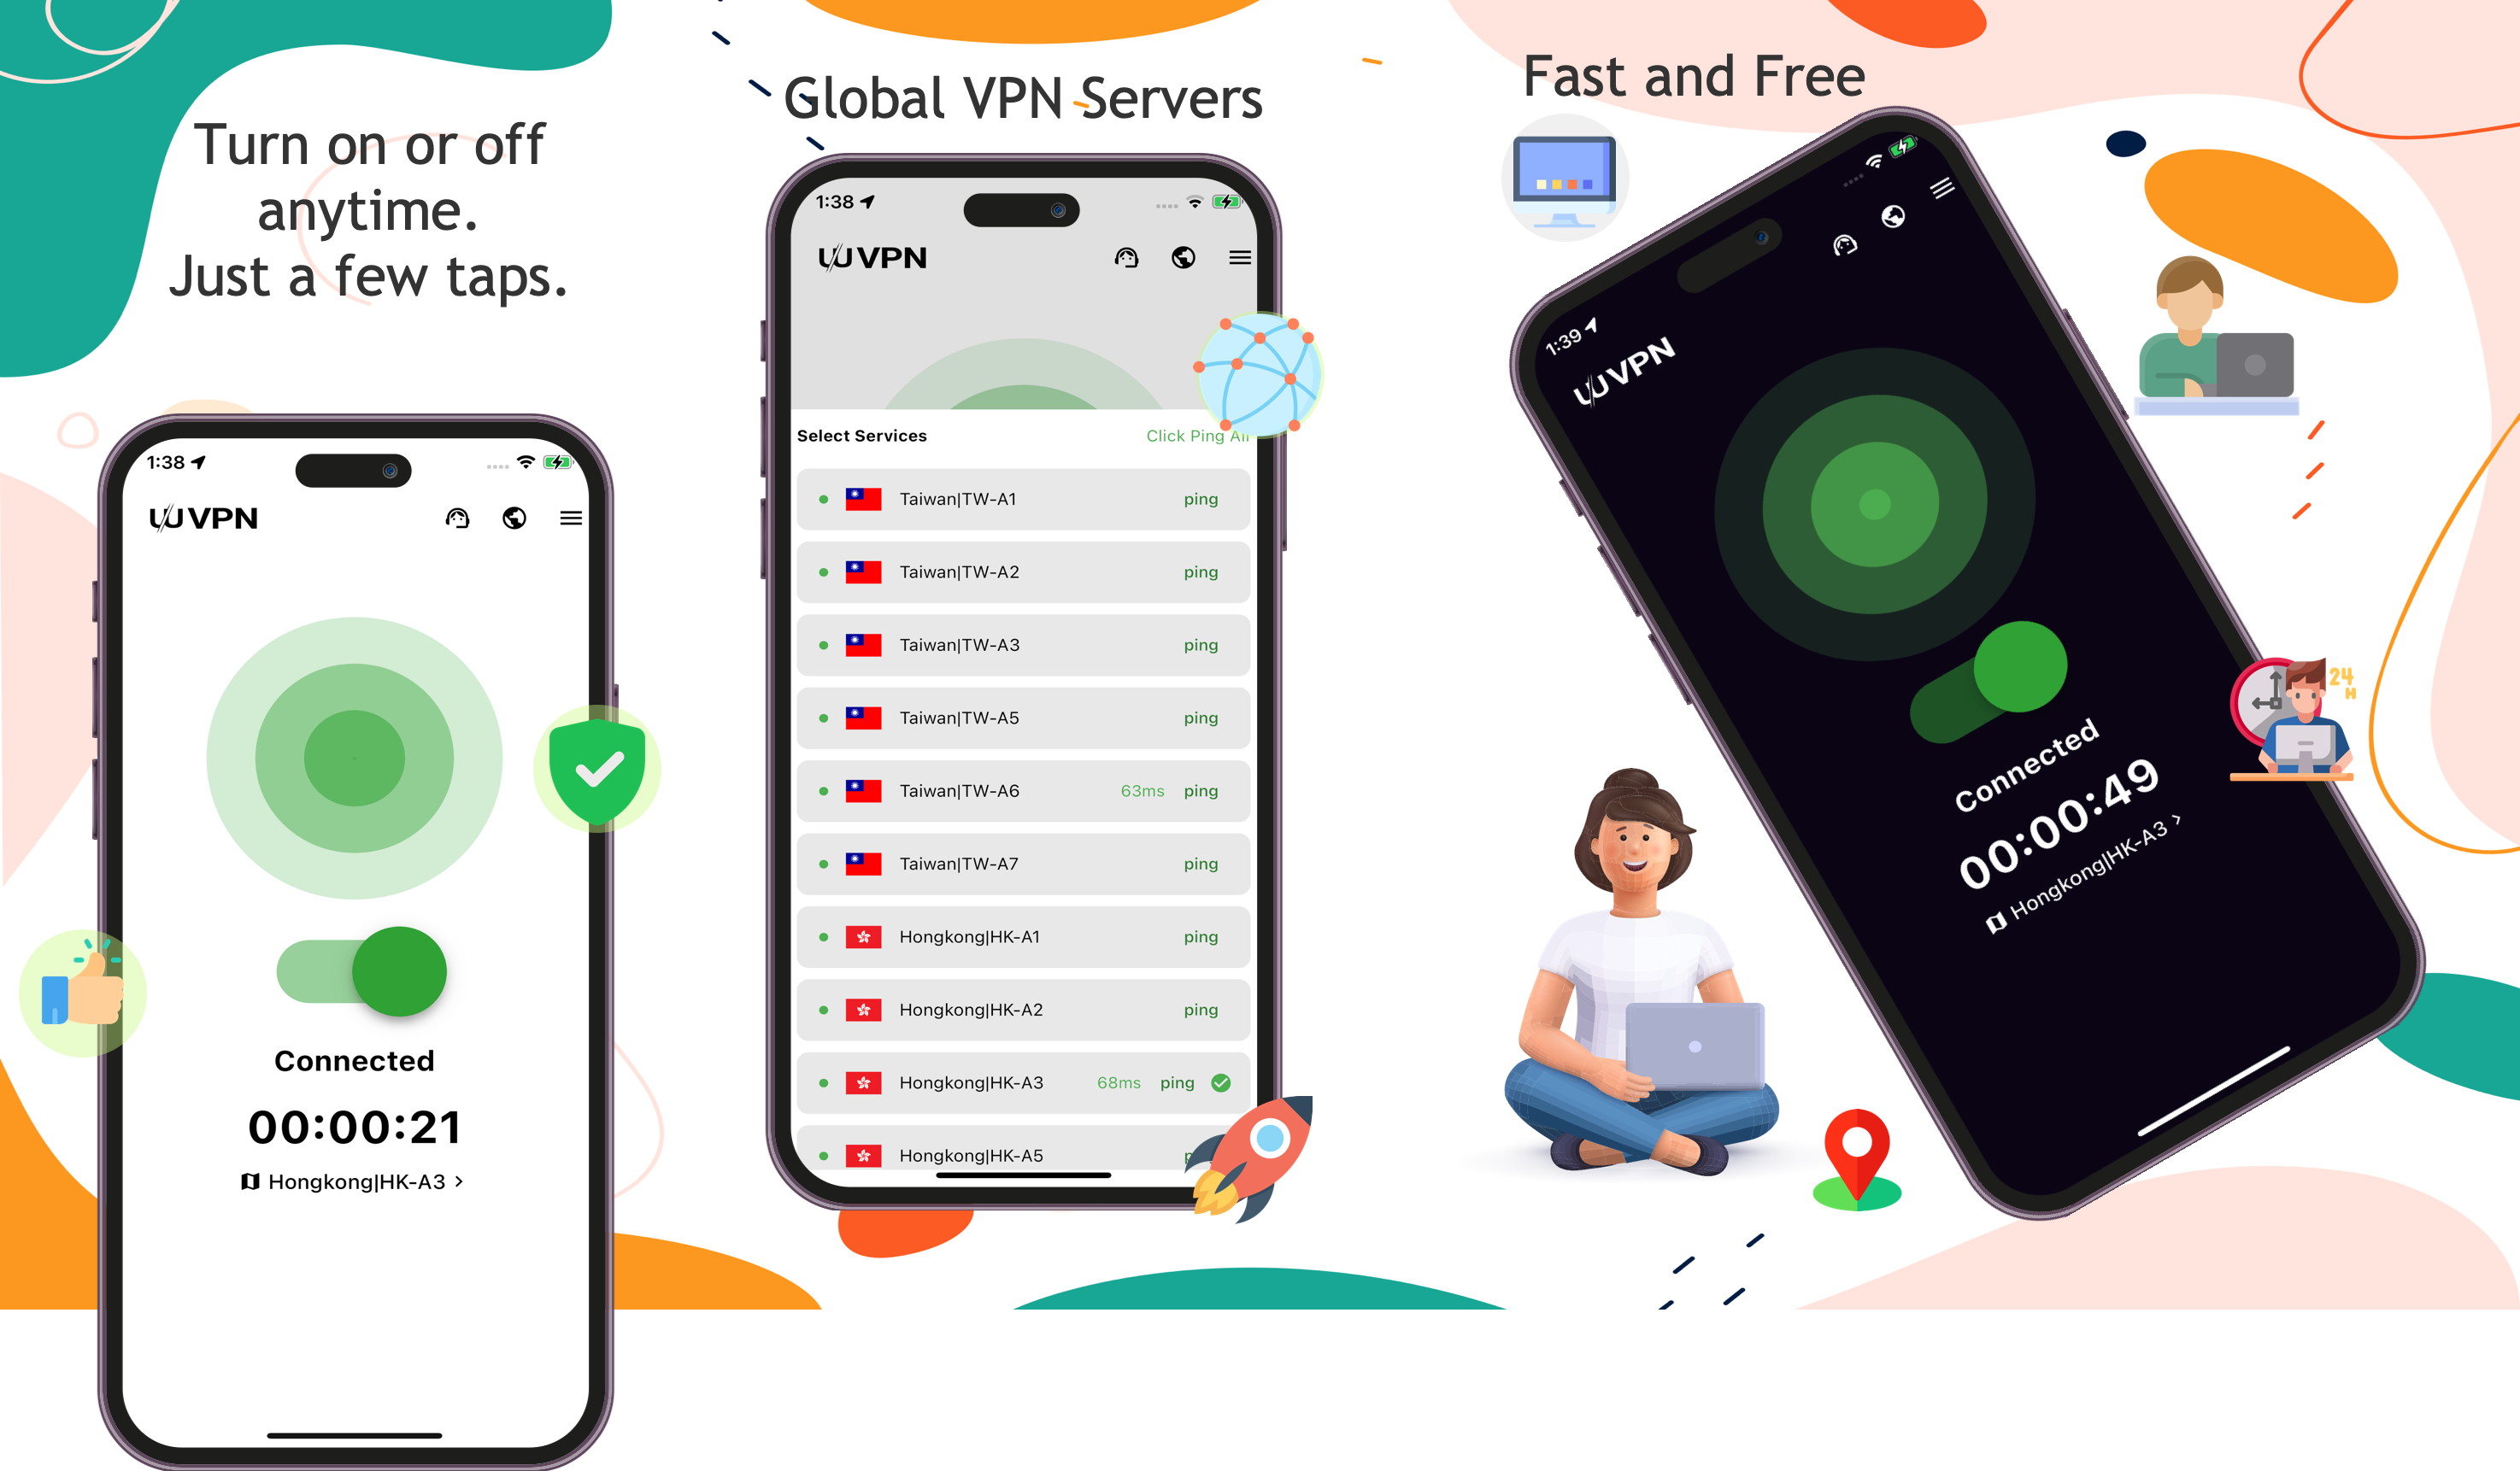 Turn on or off
anytime.
Just a few taps.
1:38
UUVPN
Connected
00:00:21
Hongkong|HK-A3
Global VPN Servers
1:38
UUVPN
Select Services
Click Ping All
Taiwan|TW-A1 ping
Taiwan|TW-A2 ping
Taiwan|TW-A3 ping
Taiwan|TW-A5 ping
Taiwan|TW-A6 63ms ping
Taiwan|TW-A7 ping
Hongkong|HK-A1 ping
Hongkong|HK-A2 ping
Hongkong|HK-A3 68ms ping
Hongkong|HK-A5
Fast and Free
1:39
UUVPN
Connected
00:00:49
Hongkong|HK-A3
24
H